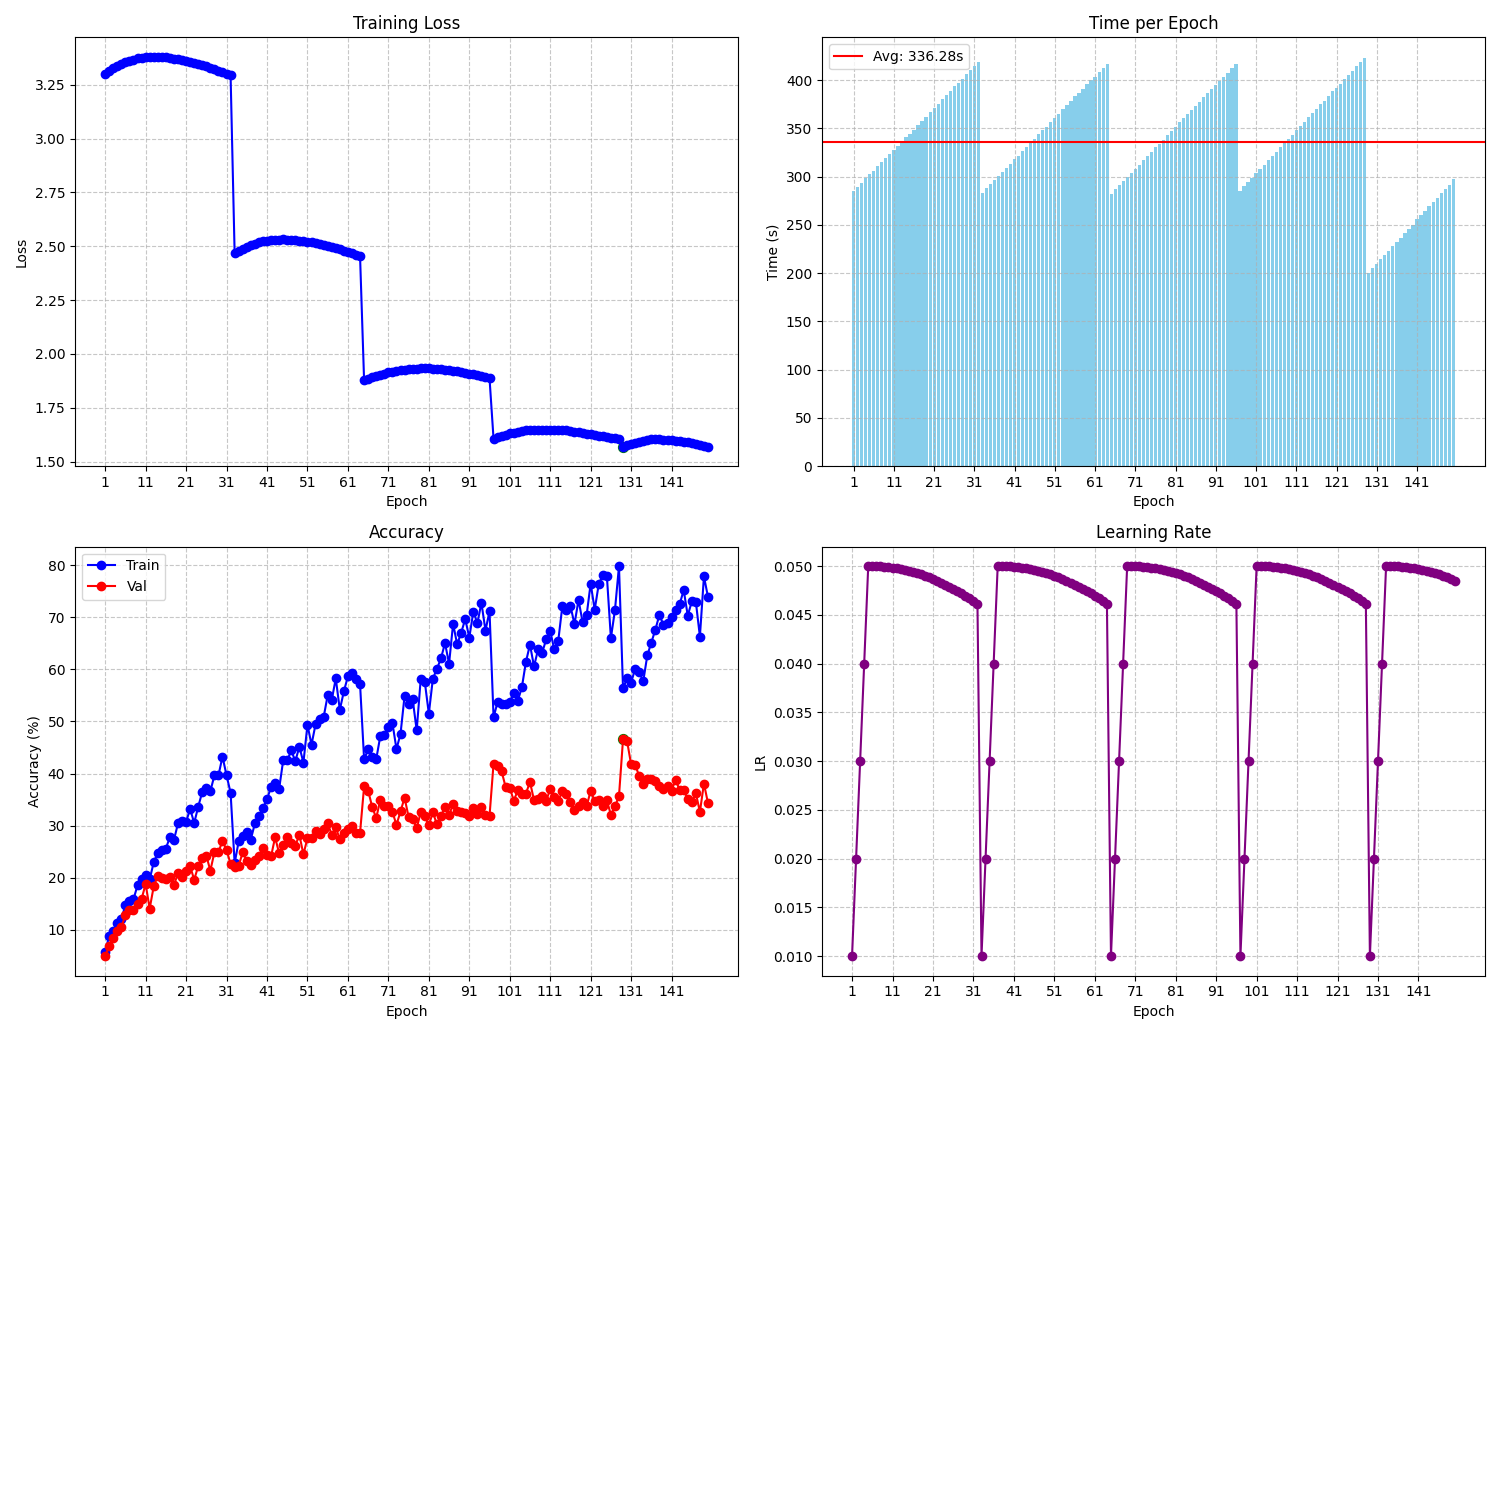 Training Loss
3.25
3.00
2.75
2.50
2.25
2.00
1.75
1.50
Loss
1 11 21 31 41 51 61 71 81 91 101 111 121 131 141
Epoch
Time per Epoch
Avg: 336.28s
400
350
300
250
200
150
100
50
0
Time (s)
1 11 21 31 41 51 61 71 81 91 101 111 121 131 141
Epoch
Accuracy
Train
Val
80
70
60
50
40
30
20
10
Accuracy (%)
1 11 21 31 41 51 61 71 81 91 101 111 121 131 141
Epoch
Learning Rate
0.050
0.045
0.040
0.035
0.030
0.025
0.020
0.015
0.010
LR
1 11 21 31 41 51 61 71 81 91 101 111 121 131 141
Epoch